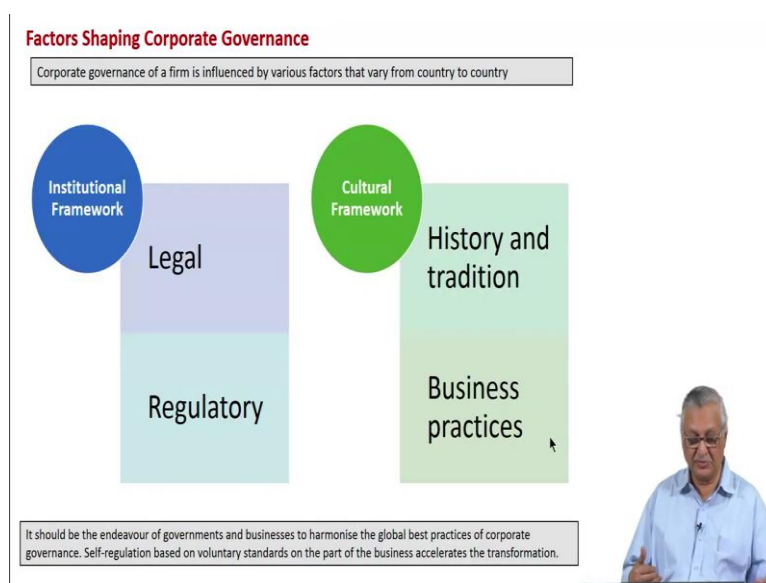 Factors Shaping Corporate Governance
Corporate governance of a firm is influenced by various factors that vary from country to country
Institutional
Framework
Legal
Regulatory
Cultural
Framework
History and
tradition
Business
practices
It should be the endeavour of governments and businesses to harmonise the global best practices of corporate
governance. Self-regulation based on voluntary standards on the part of the business accelerates the transformation.